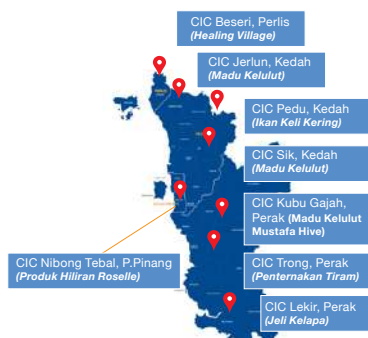 CIC Beseri, Perlis
(Healing Village)
CIC Jerlun, Kedah
(Madu Kelulut)
CIC Pedu, Kedah
(Ikan Keli Kering)
CIC Sik, Kedah
(Madu Kelulut)
CIC Kubu Gajah,
Perak (Madu Kelulut
Mustafa Hive)
CIC Nibong Tebal, P.Pinang
(Produk Hiliran Roselle)
CIC Trong, Perak
(Penternakan Tiram)
CIC Lekir, Perak
(Jeli Kelapa)